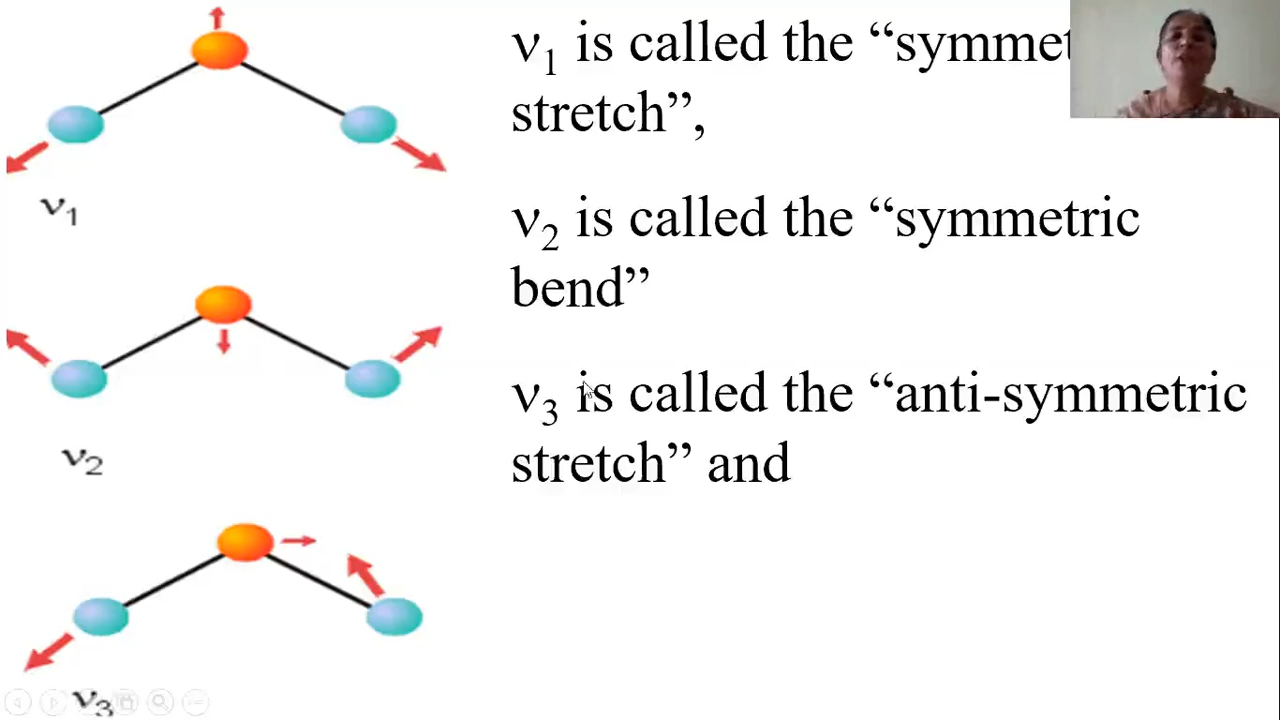 ν₁ is called the “symmet
stretch”,
ν₁
ν₂ is called the “symmetric
bend”
ν₂
ν₃ is called the “anti-symmetric
stretch” and
ν₃